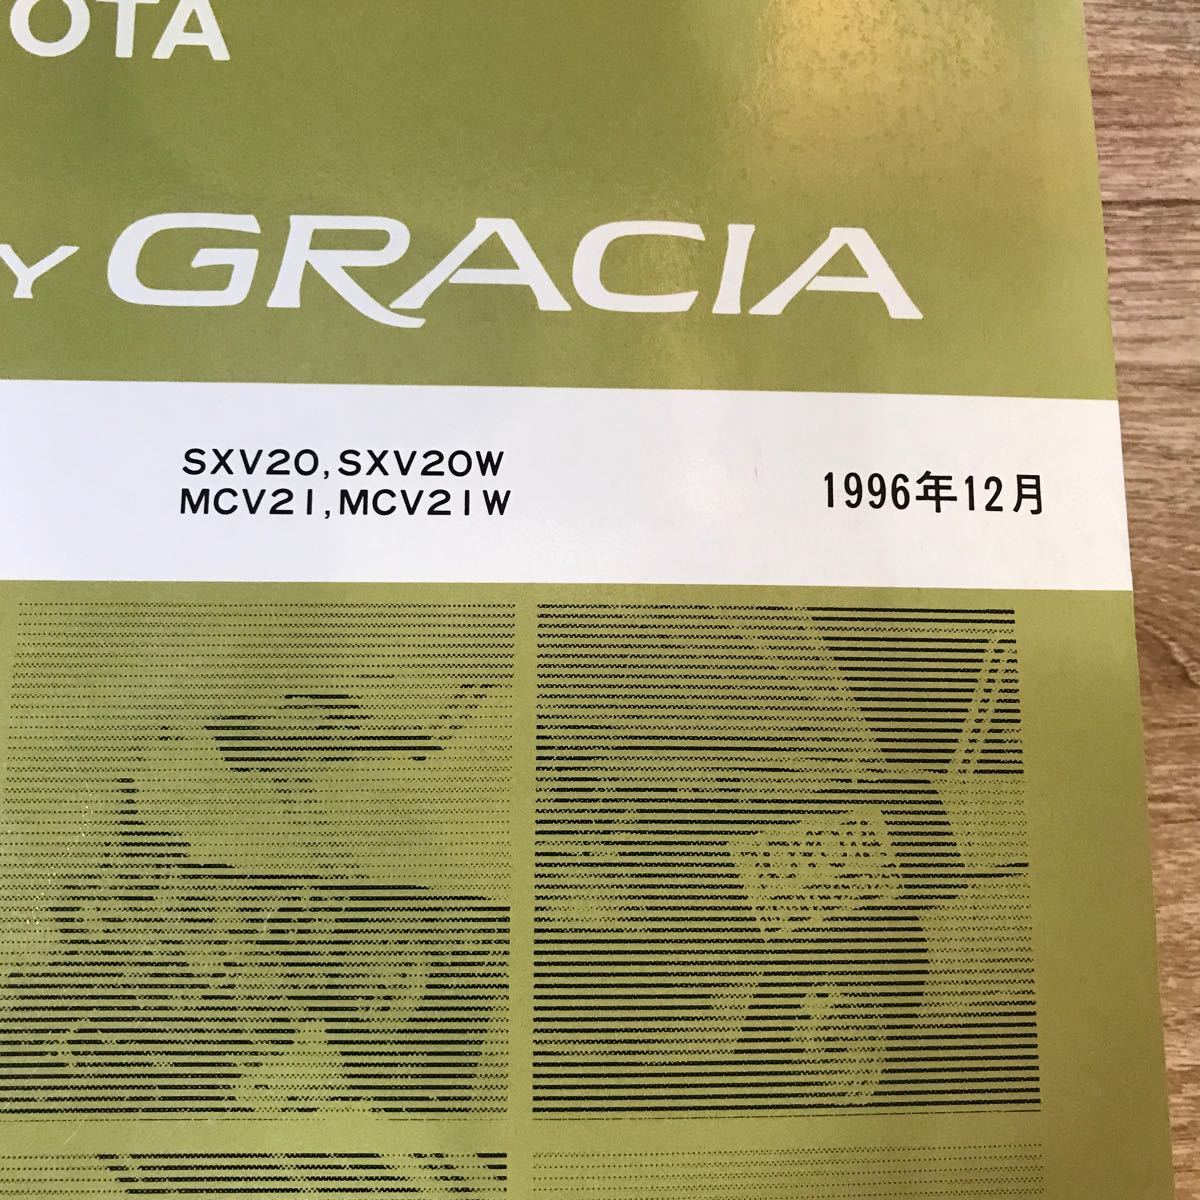 OTA
Y GRACIA
SXV20, SXV20W
MCV21, MCV21W
1996年12月